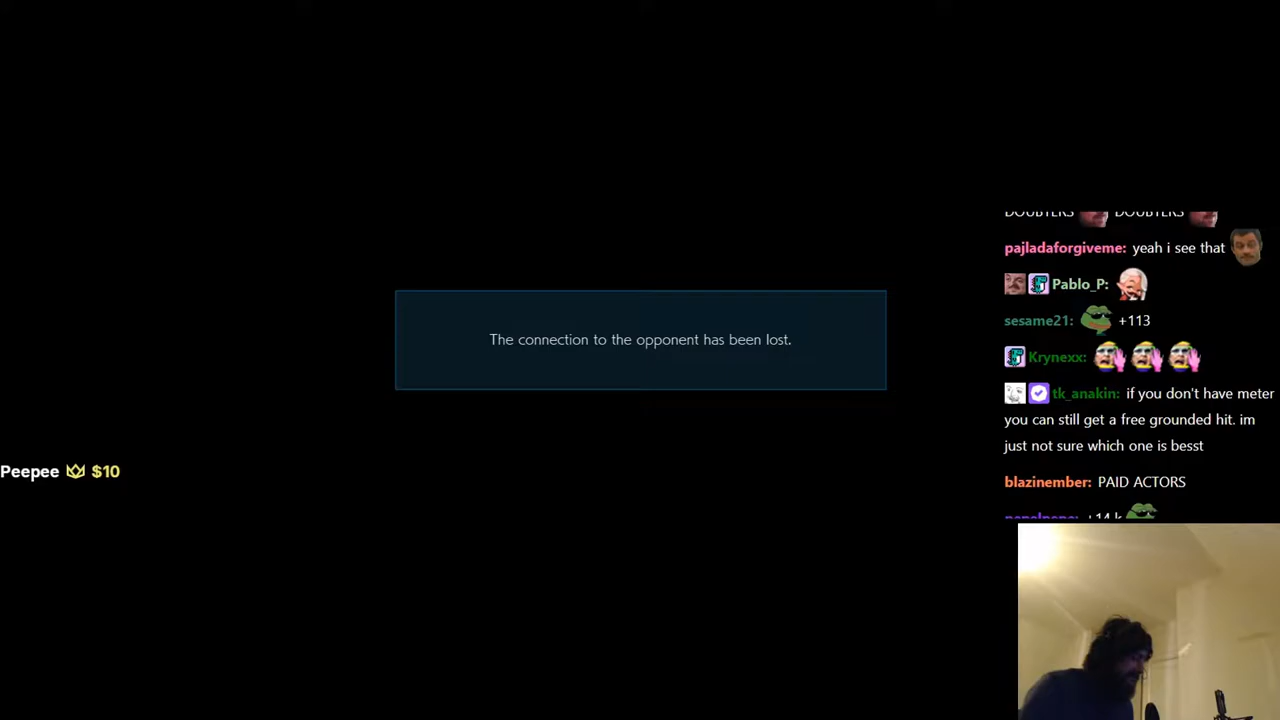 DOUBTERS DOUBTERS
pajladaforgiveme: yeah i see that
Pablo_P:
sesame21: +113
The connection to the opponent has been lost.
Krynexx:
tk_anakin: if you don't have meter
you can still get a free grounded hit. im
just not sure which one is besst
Peepee $10
blazinember: PAID ACTORS
+14 k